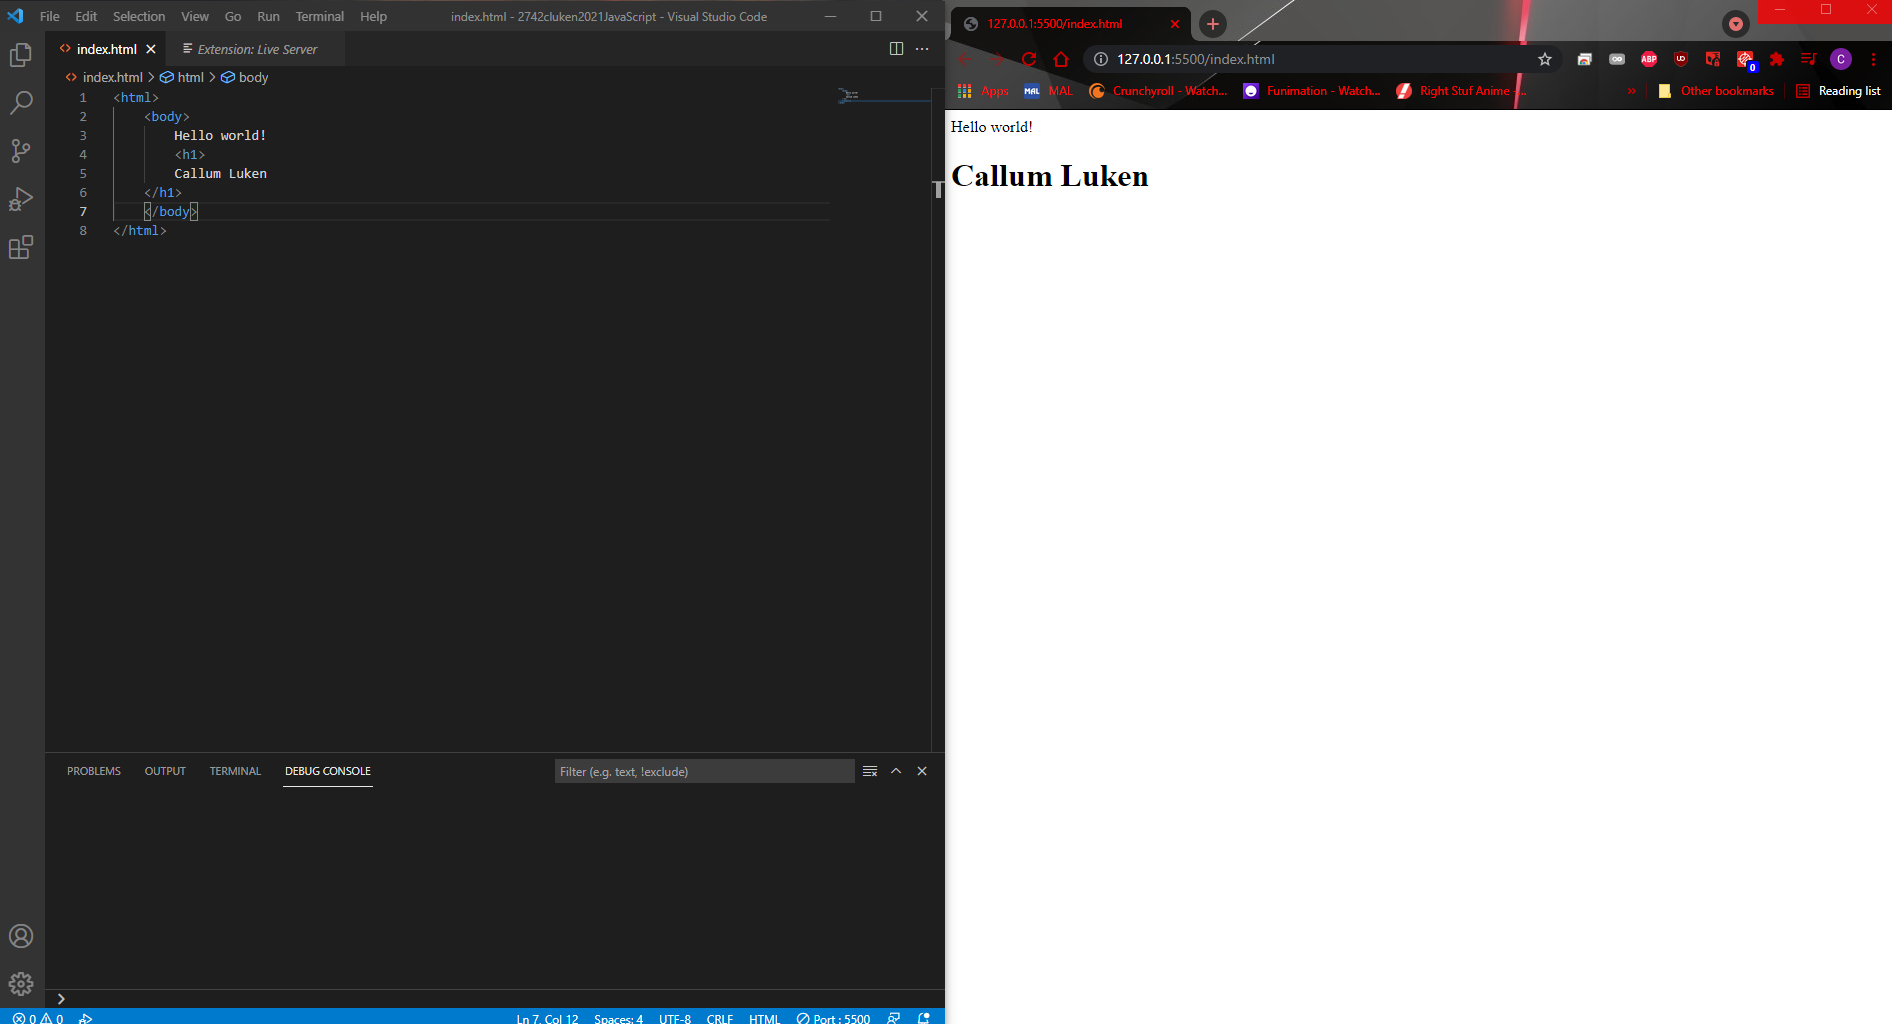 File Edit Selection View Go Run Terminal Help index.html - 2742cluken2021JavaScript - Visual Studio Code
index.html Extension: Live Server
index.html html body
1 <html>
2 <body>
3 Hello world!
4 <h1>
5 Callum Luken
6 </h1>
7 </body>
8 </html>
PROBLEMS OUTPUT TERMINAL DEBUG CONSOLE Filter (e.g. text, !exclude)
0 0 Ln 7, Col 12 Spaces: 4 UTF-8 CRLF HTML Port : 5500
127.0.0.1:5500/index.html
127.0.0.1:5500/index.html ABP 0 C
Apps MAL MAL Crunchyroll - Watch... Funimation - Watch... Right Stuf Anime -... » Other bookmarks Reading list
Hello world!
Callum Luken